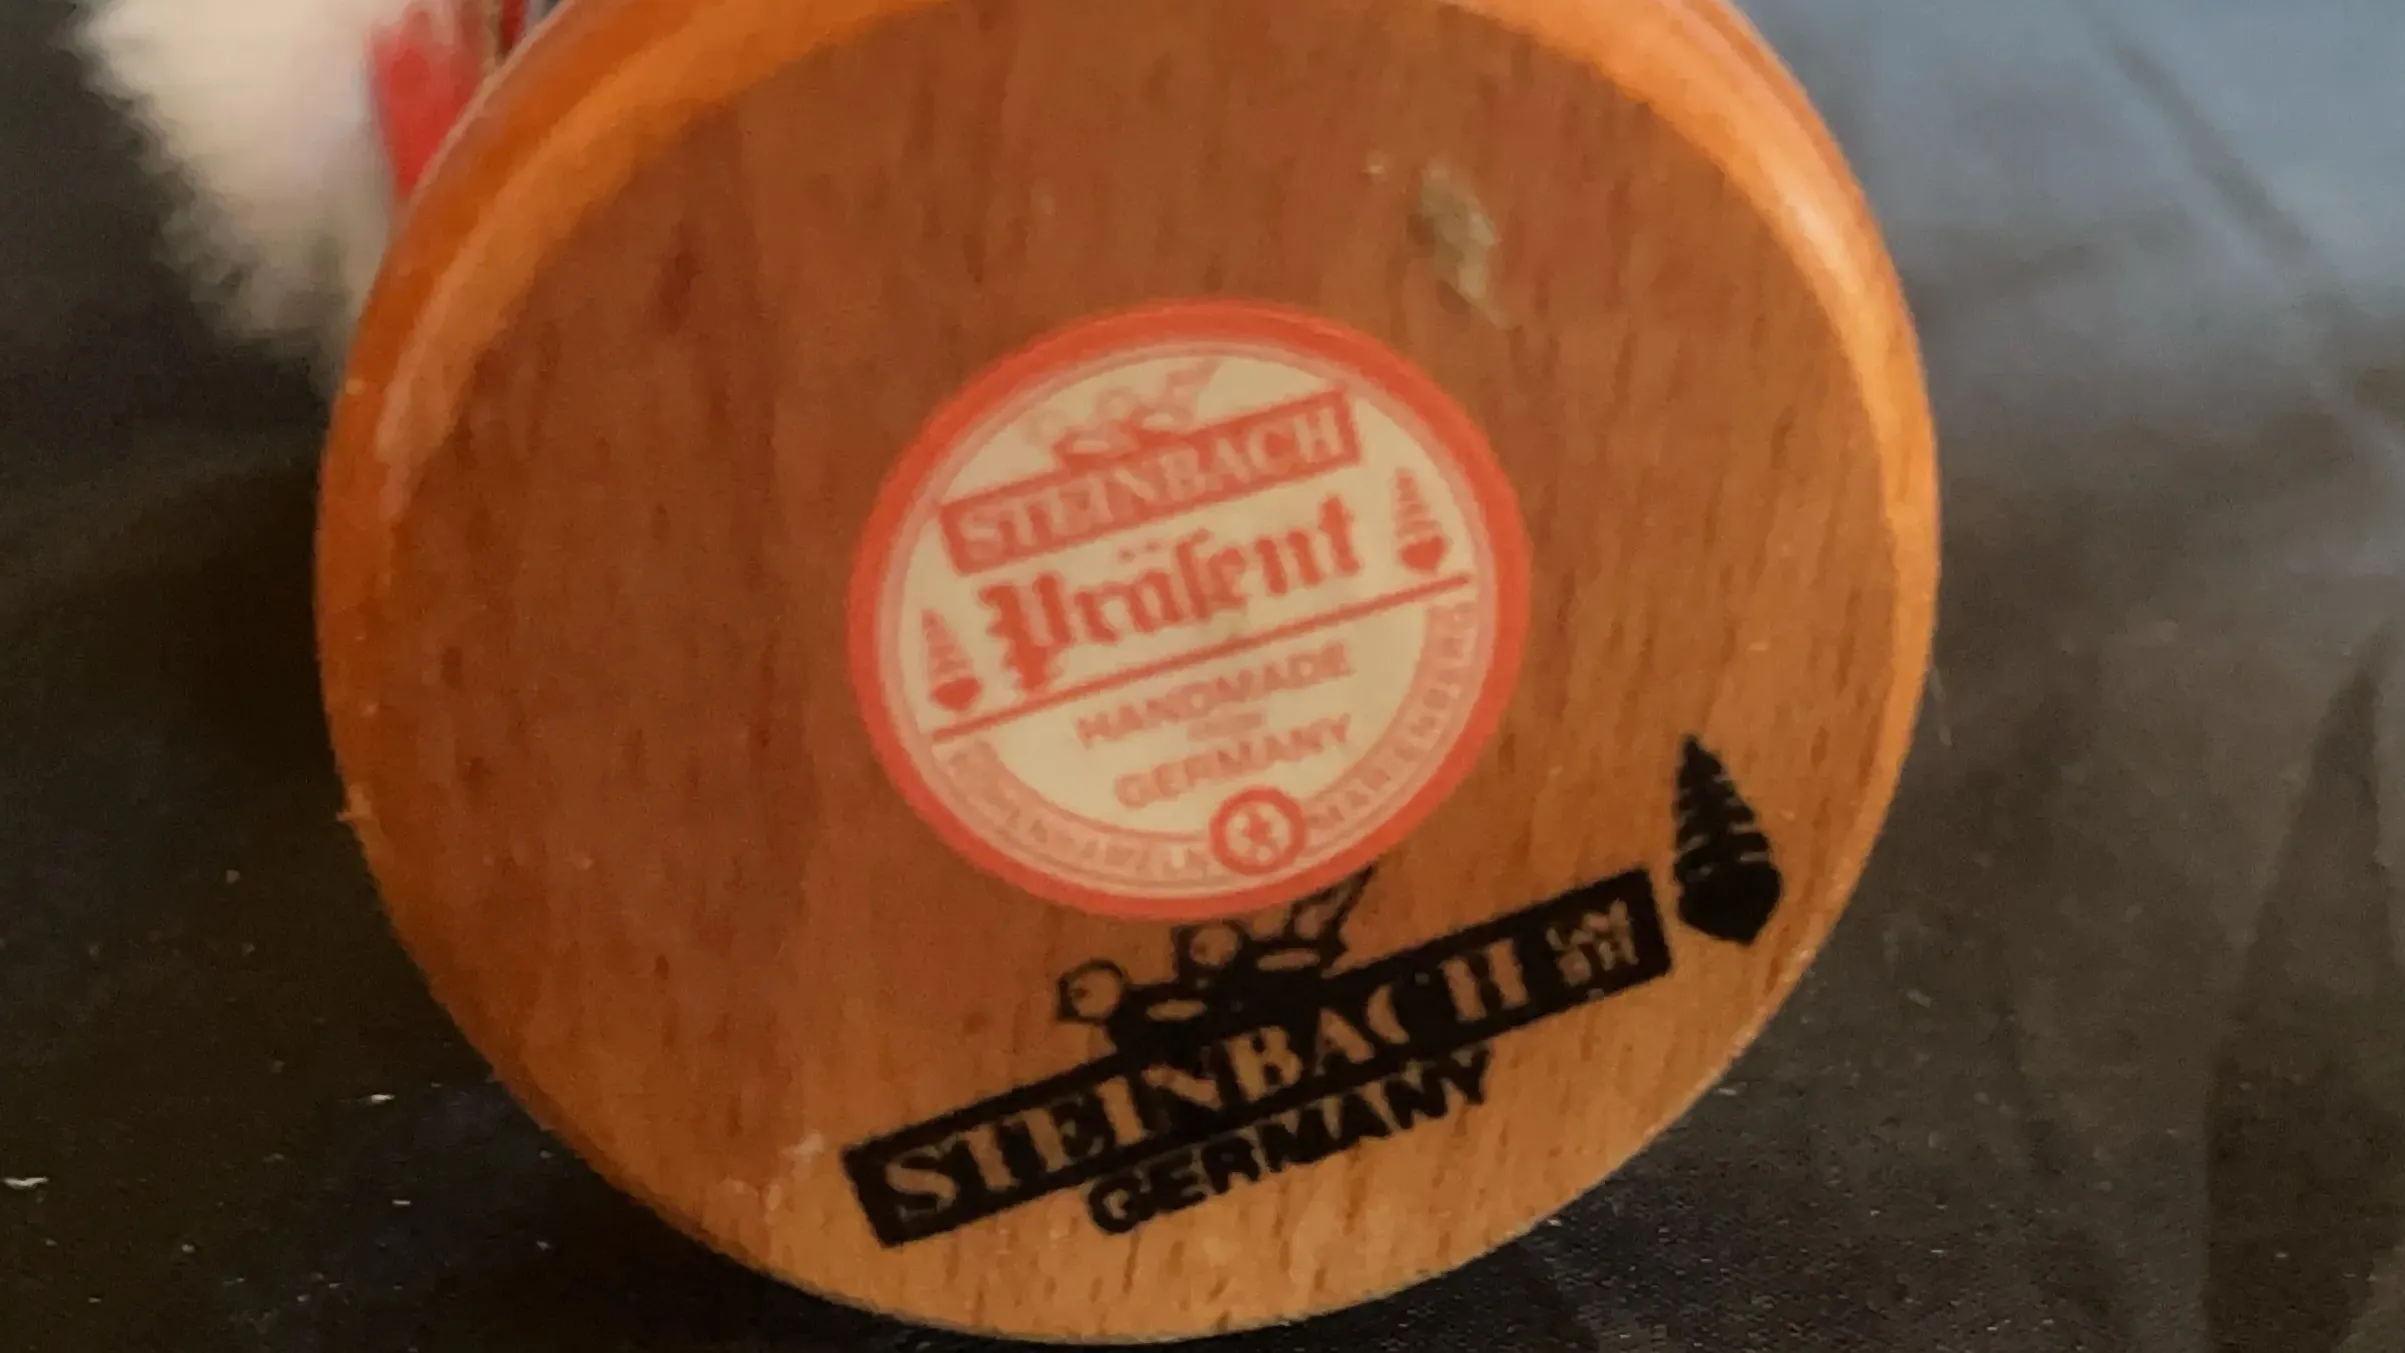 STEINBACH
Präſent
HANDMADE
GERMANY
STEINBACH
GERMANY